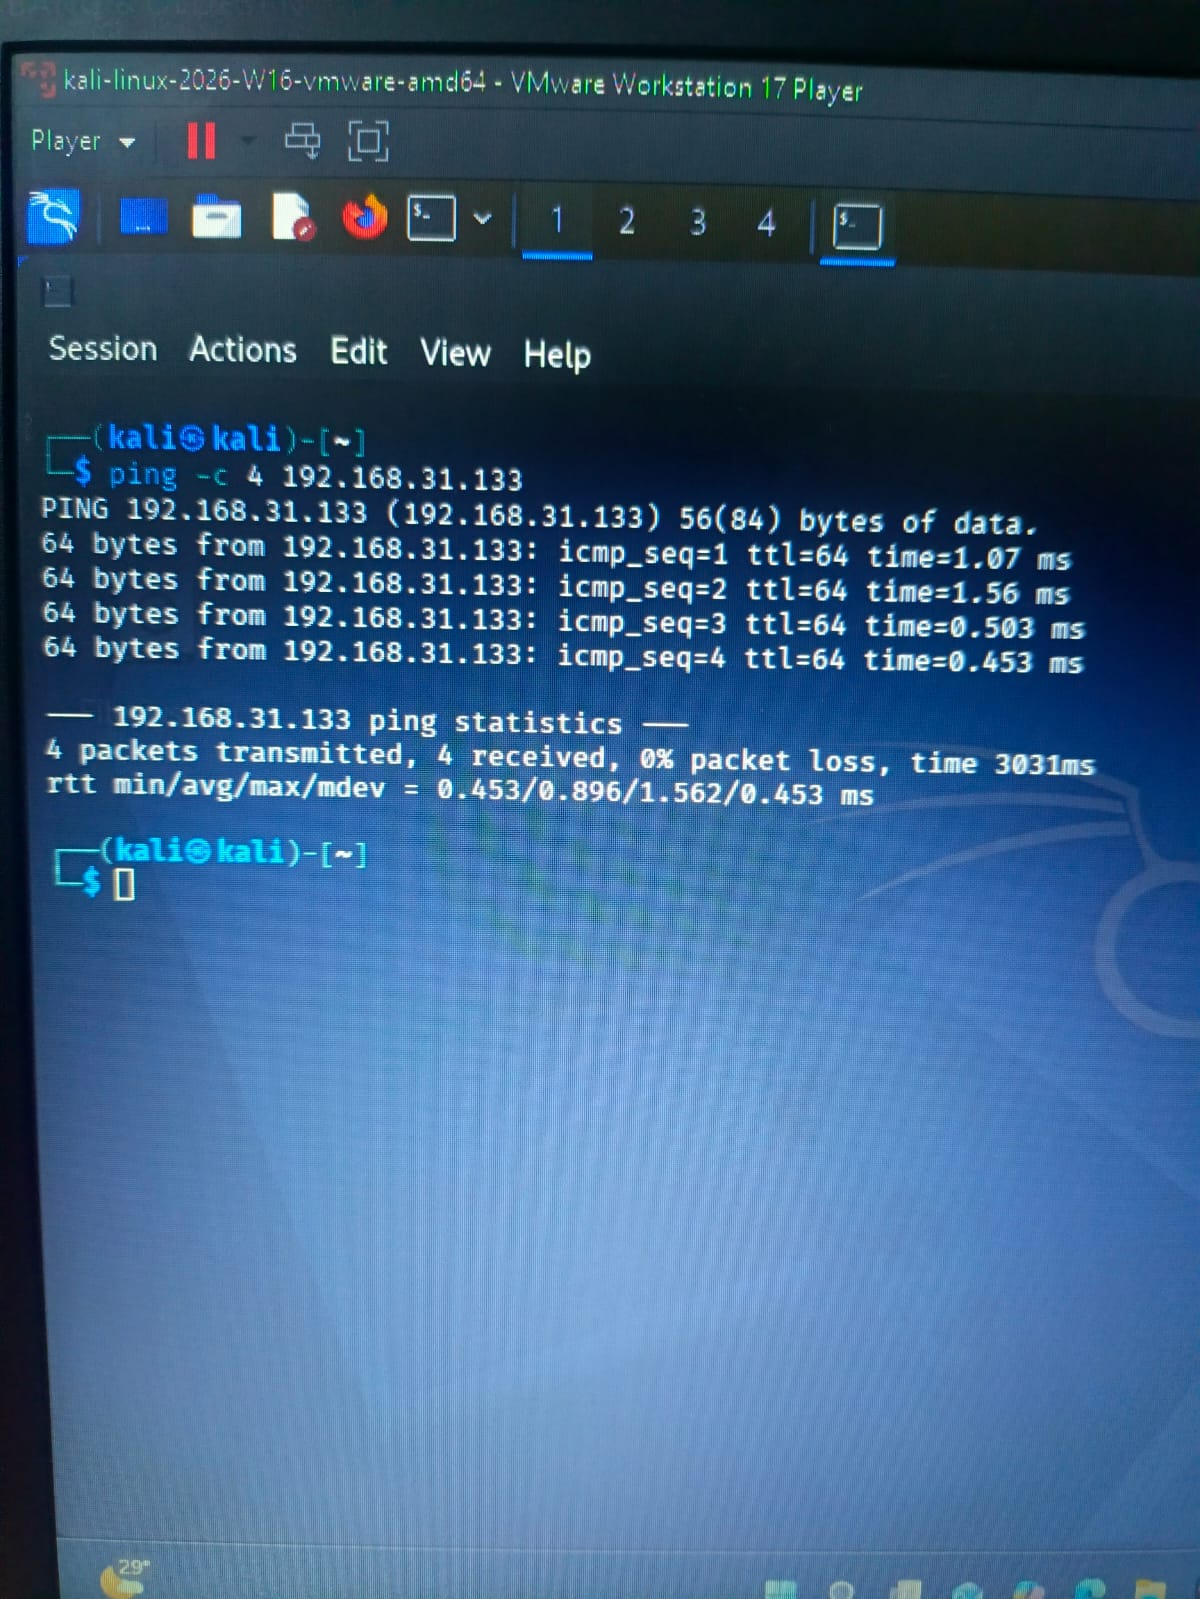 kali-linux-2026-W16-vmware-amd64 - VMware Workstation 17 Player
Player
1 2 3 4
Session Actions Edit View Help
┌──(kali㉿kali)-[~]
└─$ ping -c 4 192.168.31.133
PING 192.168.31.133 (192.168.31.133) 56(84) bytes of data.
64 bytes from 192.168.31.133: icmp_seq=1 ttl=64 time=1.07 ms
64 bytes from 192.168.31.133: icmp_seq=2 ttl=64 time=1.56 ms
64 bytes from 192.168.31.133: icmp_seq=3 ttl=64 time=0.503 ms
64 bytes from 192.168.31.133: icmp_seq=4 ttl=64 time=0.453 ms
── 192.168.31.133 ping statistics ──
4 packets transmitted, 4 received, 0% packet loss, time 3031ms
rtt min/avg/max/mdev = 0.453/0.896/1.562/0.453 ms
┌──(kali㉿kali)-[~]
└─$
29°